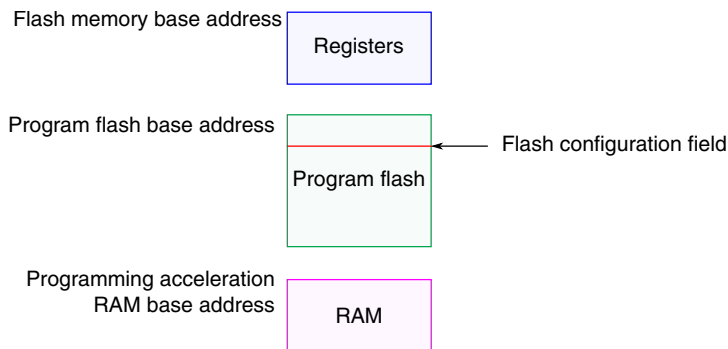 Flash memory base address
Registers
Program flash base address
Flash configuration field
Program flash
Programming acceleration
RAM base address
RAM